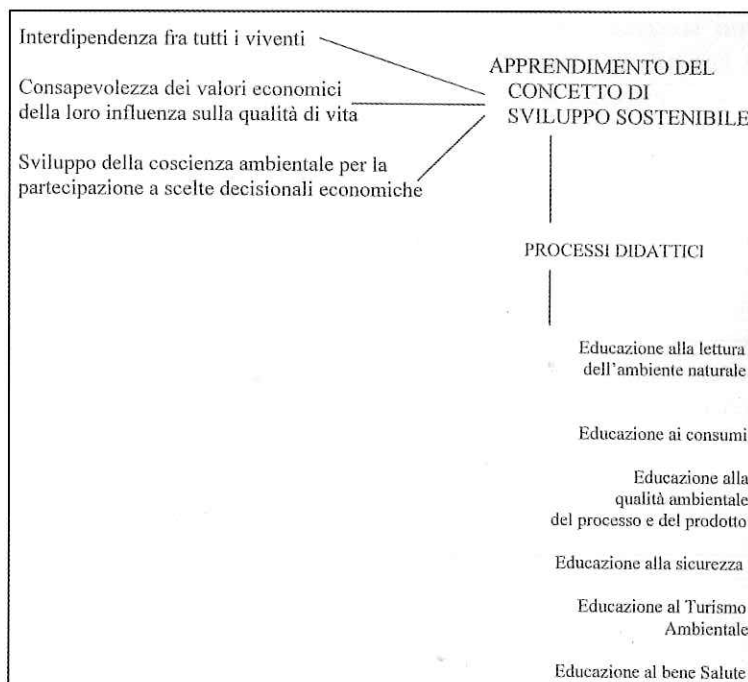 Interdipendenza fra tutti i viventi
Consapevolezza dei valori economici
della loro influenza sulla qualità di vita
Sviluppo della coscienza ambientale per la
partecipazione a scelte decisionali economiche
APPRENDIMENTO DEL
CONCETTO DI
SVILUPPO SOSTENIBILE
PROCESSI DIDATTICI
Educazione alla lettura
dell'ambiente naturale
Educazione ai consumi
Educazione alla
qualità ambientale
del processo e del prodotto
Educazione alla sicurezza
Educazione al Turismo
Ambientale
Educazione al bene Salute